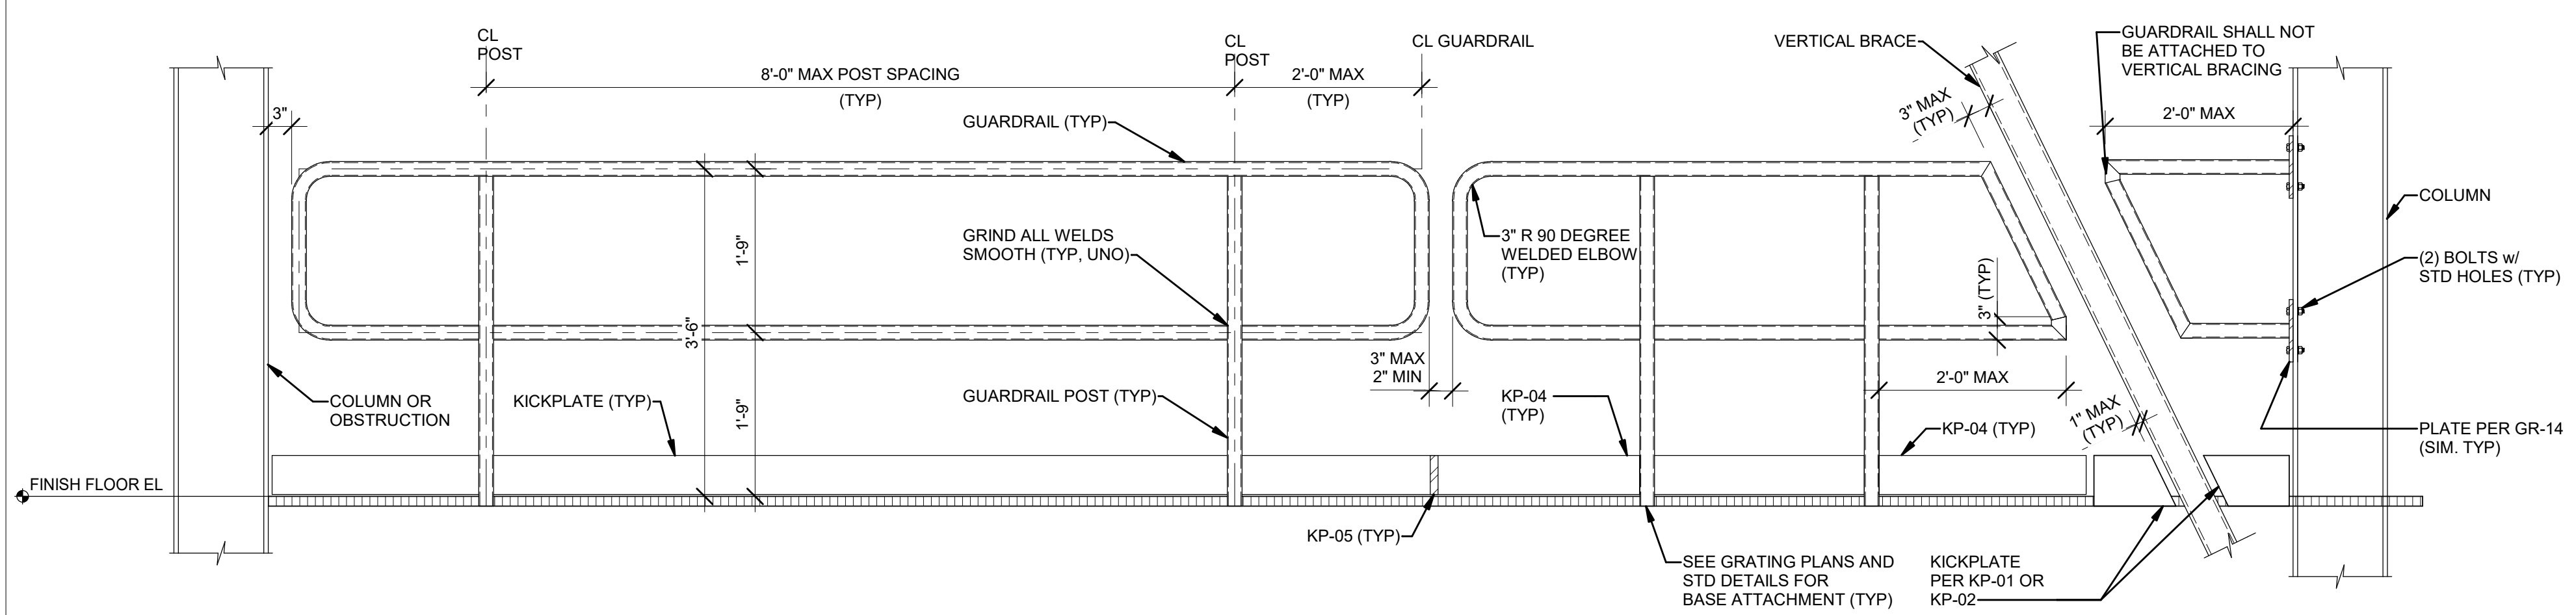 CL
POST
8'-0" MAX POST SPACING
(TYP)
CL
POST
2'-0" MAX
(TYP)
CL GUARDRAIL
VERTICAL BRACE
GUARDRAIL SHALL NOT
BE ATTACHED TO
VERTICAL BRACING
3"
GUARDRAIL (TYP)
3" MAX
(TYP)
2'-0" MAX
COLUMN
1'-9"
GRIND ALL WELDS
SMOOTH (TYP, UNO)
3" R 90 DEGREE
WELDED ELBOW
(TYP)
3" (TYP)
(2) BOLTS w/
STD HOLES (TYP)
3'-6"
3" MAX
2" MIN
2'-0" MAX
COLUMN OR
OBSTRUCTION
KICKPLATE (TYP)
1'-9"
GUARDRAIL POST (TYP)
KP-04
(TYP)
KP-04 (TYP)
1" MAX
(TYP)
PLATE PER GR-14
(SIM. TYP)
FINISH FLOOR EL
KP-05 (TYP)
SEE GRATING PLANS AND
STD DETAILS FOR
BASE ATTACHMENT (TYP)
KICKPLATE
PER KP-01 OR
KP-02